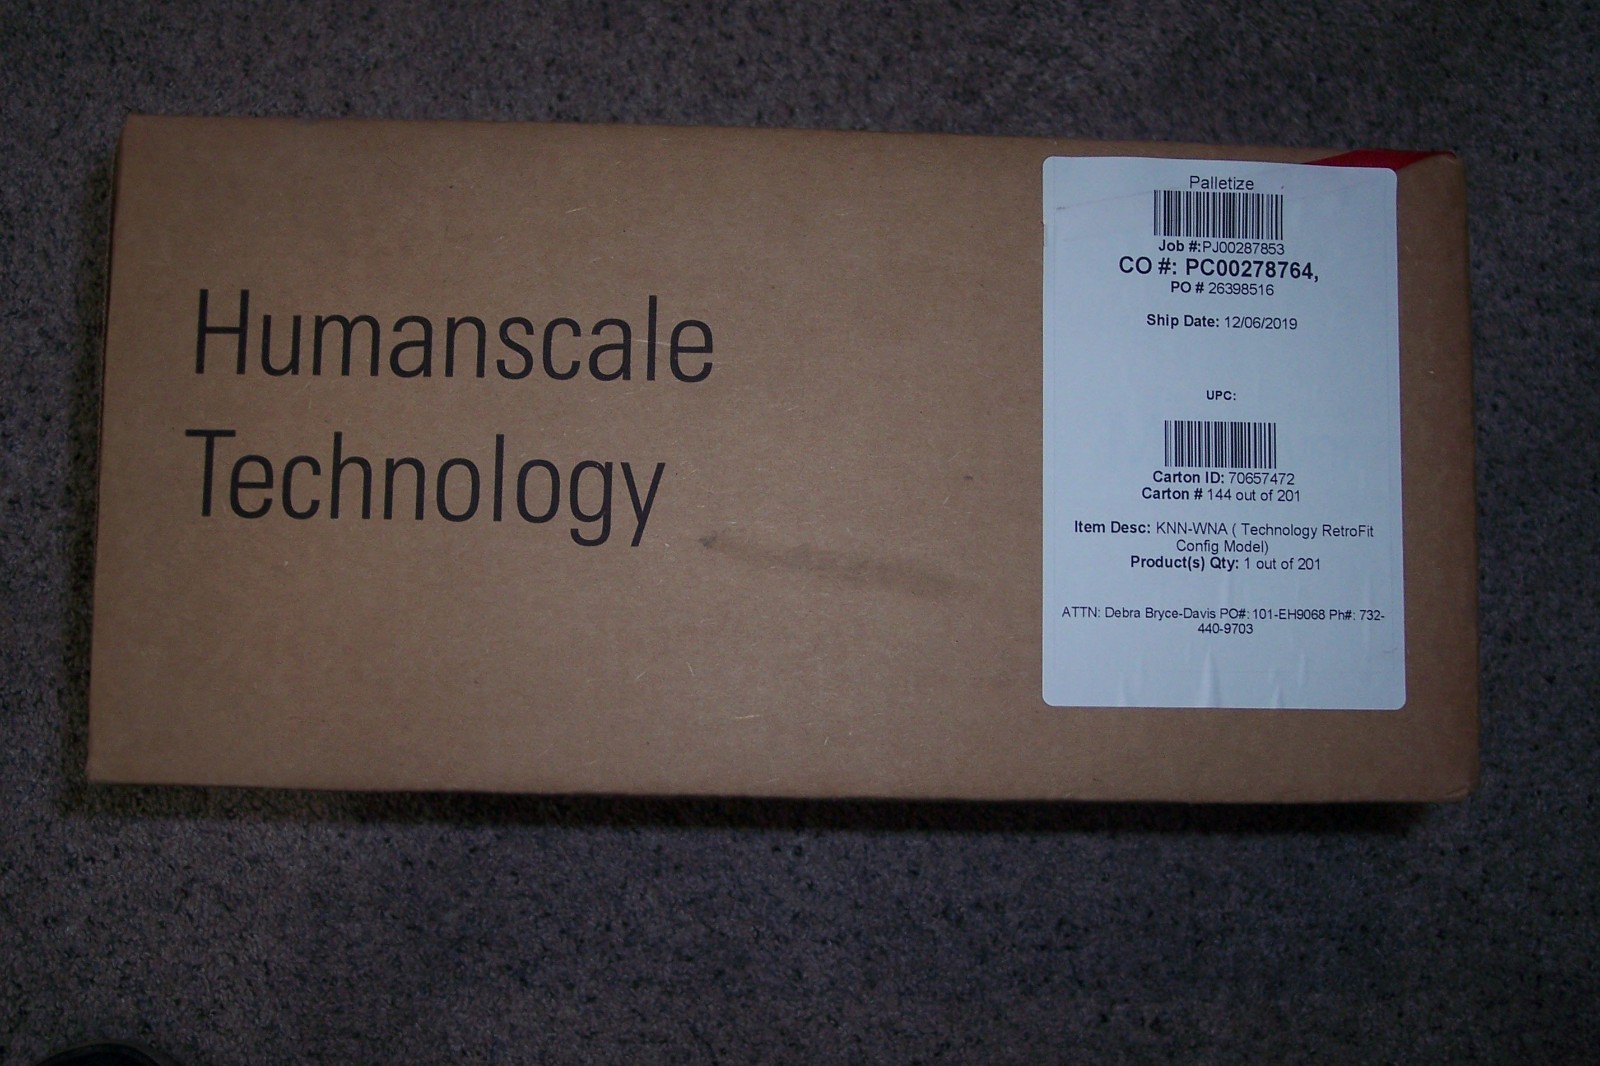 Humanscale
Technology
Palletize
Job #:PJ00287853
CO #: PC00278764,
PO # 26398516
Ship Date: 12/06/2019
UPC:
Carton ID: 70657472
Carton # 144 out of 201
Item Desc: KNN-WNA ( Technology RetroFit
Config Model)
Product(s) Qty: 1 out of 201
ATTN: Debra Bryce-Davis PO#: 101-EH9068 Ph#: 732-
440-9703